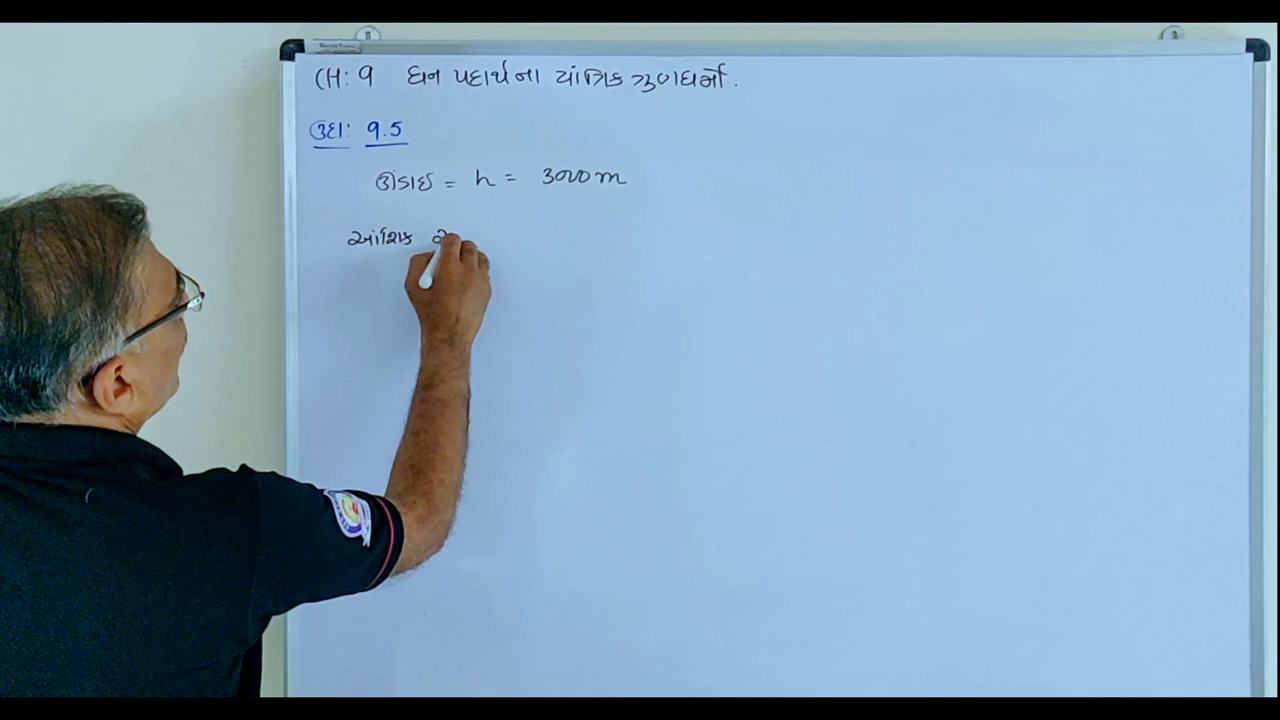 CH: 9 ઘન પદાર્થના યાંત્રિક ગુણધર્મો.
ઉદા: 9.5
ઊંડાઈ = h = 3000 m
આંશિક